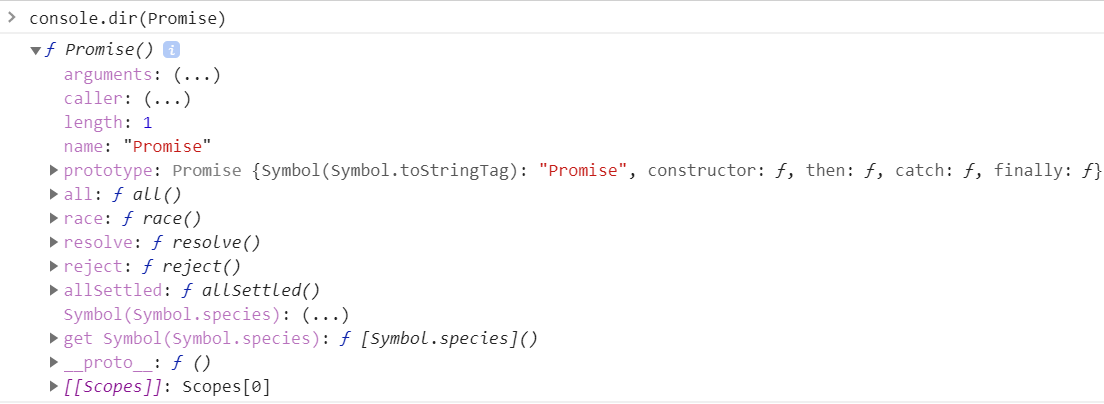 > console.dir(Promise)
▼ƒ Promise() i
arguments: (...)
caller: (...)
length: 1
name: "Promise"
▶prototype: Promise {Symbol(Symbol.toStringTag): "Promise", constructor: ƒ, then: ƒ, catch: ƒ, finally: ƒ}
▶all: ƒ all()
▶race: ƒ race()
▶resolve: ƒ resolve()
▶reject: ƒ reject()
▶allSettled: ƒ allSettled()
Symbol(Symbol.species): (...)
▶get Symbol(Symbol.species): ƒ [Symbol.species]()
▶__proto__: ƒ ()
▶[[Scopes]]: Scopes[0]